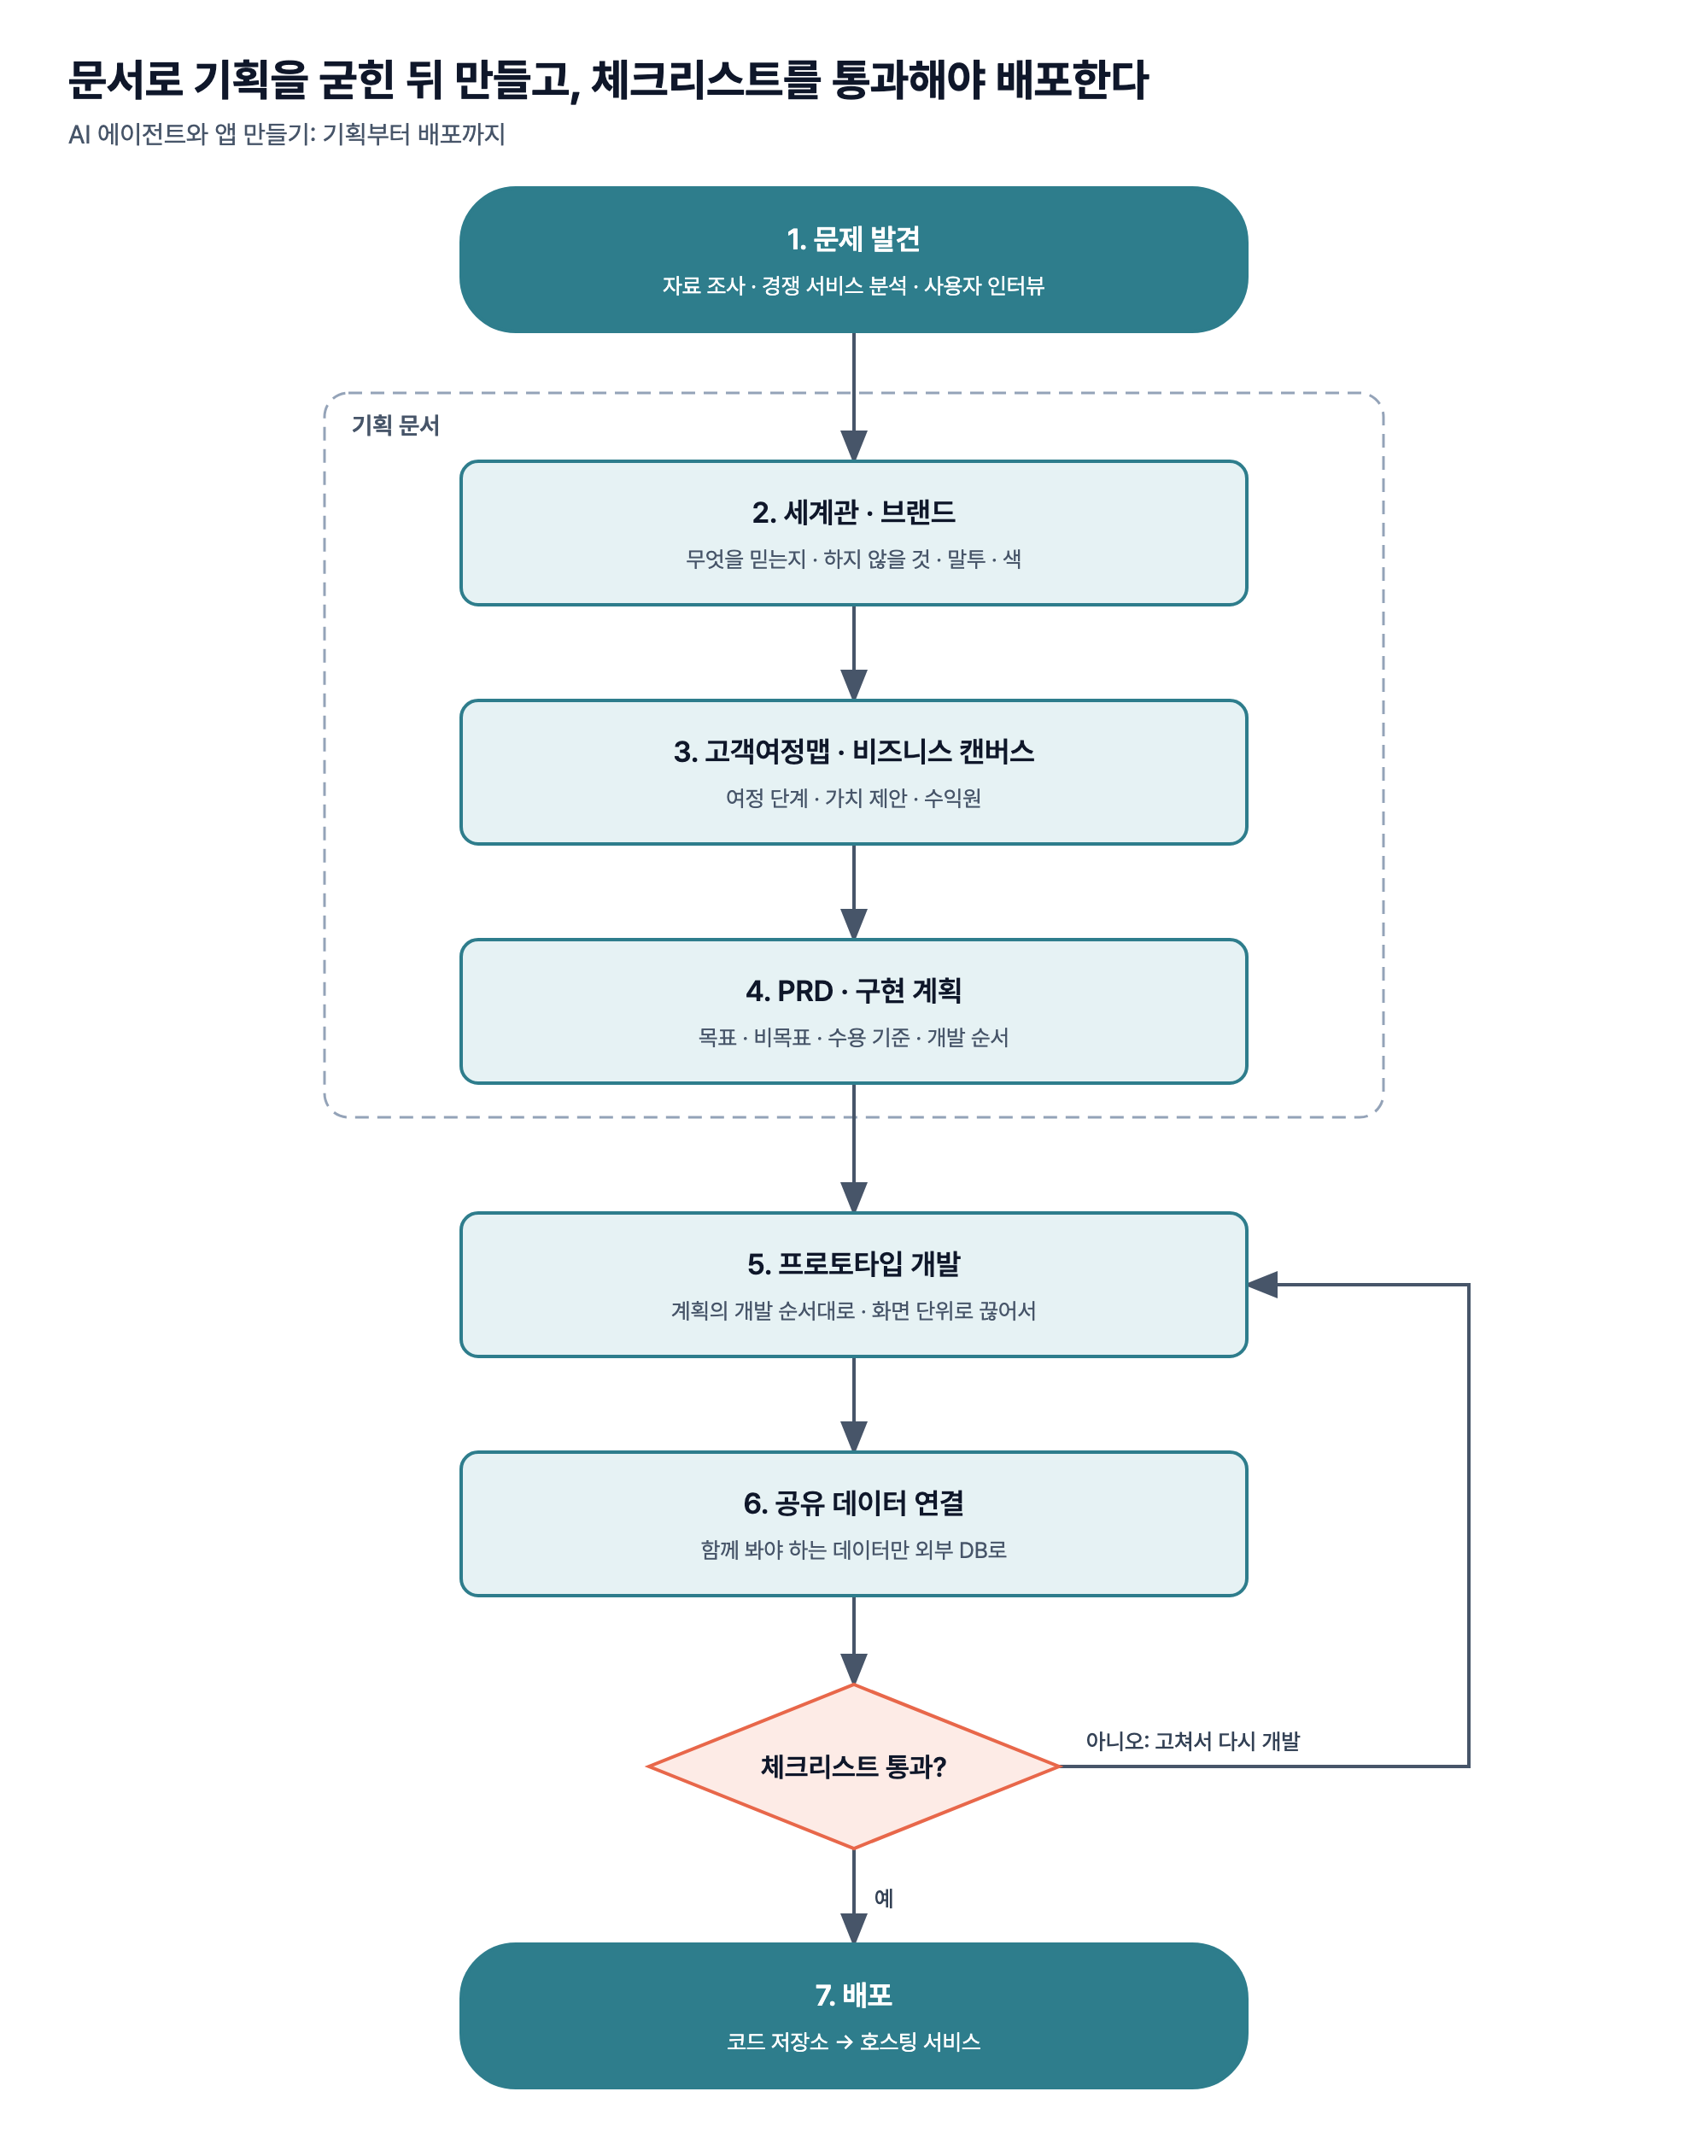 문서로 기획을 굳힌 뒤 만들고, 체크리스트를 통과해야 배포한다
AI 에이전트와 앱 만들기: 기획부터 배포까지
1. 문제 발견
자료 조사 · 경쟁 서비스 분석 · 사용자 인터뷰
기획 문서
2. 세계관 · 브랜드
무엇을 믿는지 · 하지 않을 것 · 말투 · 색
3. 고객여정맵 · 비즈니스 캔버스
여정 단계 · 가치 제안 · 수익원
4. PRD · 구현 계획
목표 · 비목표 · 수용 기준 · 개발 순서
5. 프로토타입 개발
계획의 개발 순서대로 · 화면 단위로 끊어서
6. 공유 데이터 연결
함께 봐야 하는 데이터만 외부 DB로
체크리스트 통과?
아니오: 고쳐서 다시 개발
예
7. 배포
코드 저장소 → 호스팅 서비스